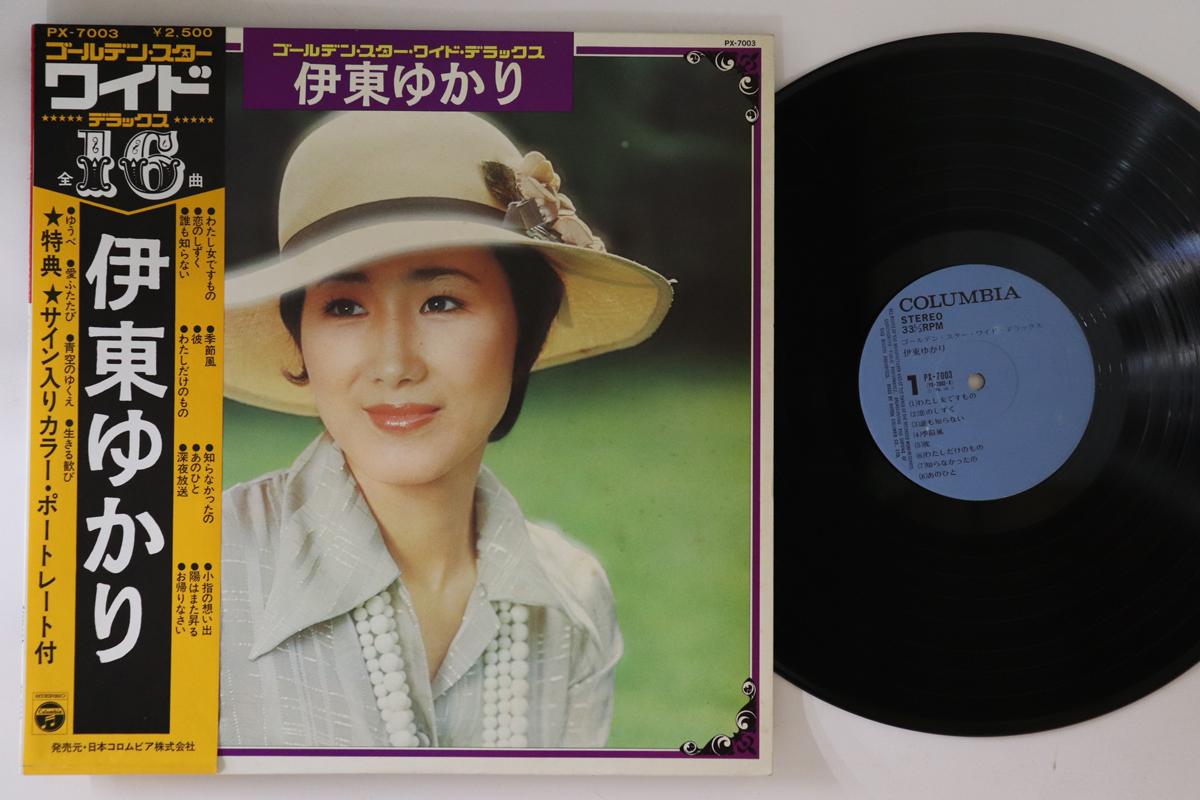 PX-7003 ¥2,500
ゴールデン・スター
ワイド
★★★★★ デラックス ★★★★★
全16曲
●わたし女ですもの
●恋のしずく
●誰も知らない
●季節風
●彼
●わたしだけのもの
●知らなかったの
●あのひと
●深夜放送
●小指の想い出
●陽はまた昇る
●お帰りなさい
伊東ゆかり
●ゆうべ ●愛ふたたび ●青空のゆくえ ●生きる歓び
★特典★サイン入りカラー・ポートレート付
Columbia
発売元・日本コロムビア株式会社
PX-7003
ゴールデン・スター・ワイド・デラックス
伊東ゆかり
COLUMBIA
STEREO
33⅓RPM
ゴールデン・スター・ワイド・デラックス
伊東ゆかり
1 PX-7003
(1)わたし女ですもの
(2)恋のしずく
(3)誰も知らない
(4)季節風
(5)彼
(6)わたしだけのもの
(7)知らなかったの
(8)あのひと